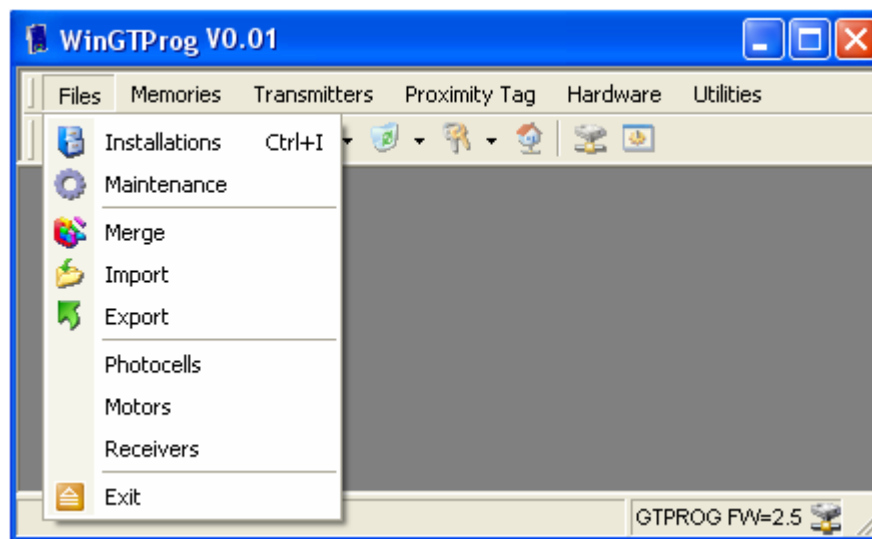 WinGTProg V0.01
Files Memories Transmitters Proximity Tag Hardware Utilities
Installations Ctrl+I
Maintenance
Merge
Import
Export
Photocells
Motors
Receivers
Exit
GTPROG FW=2.5